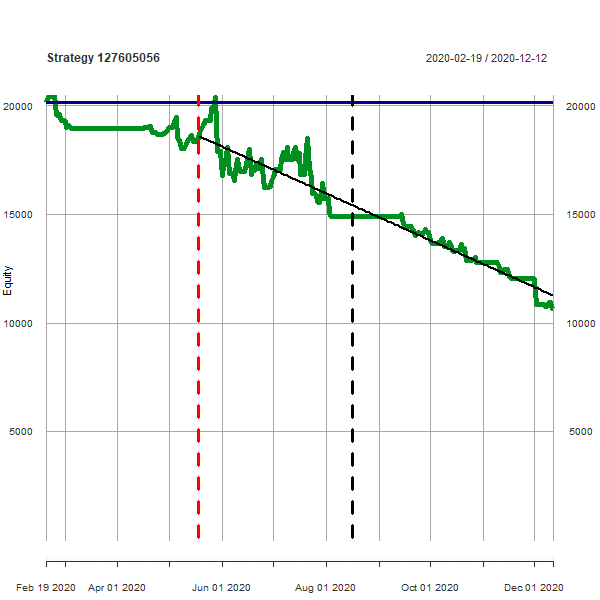 Strategy 127605056
2020-02-19 / 2020-12-12
20000
20000
15000
15000
Equity
10000
10000
5000
5000
Feb 19 2020
Apr 01 2020
Jun 01 2020
Aug 01 2020
Oct 01 2020
Dec 01 2020